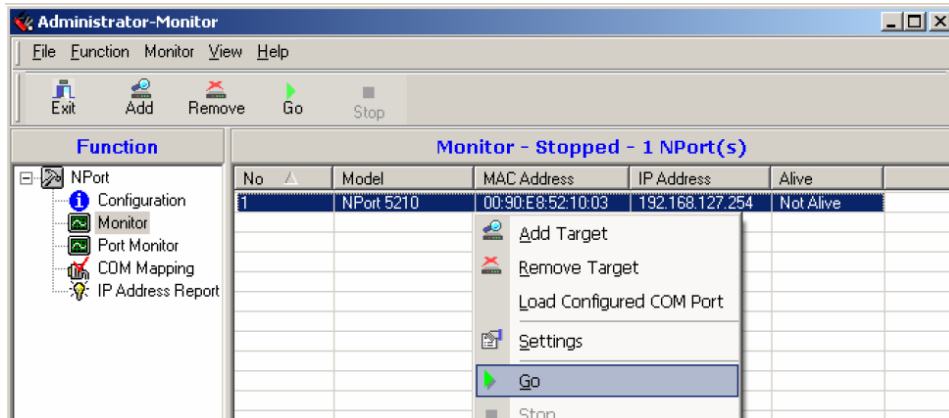 Administrator-Monitor
File Function Monitor View Help
Exit Add Remove Go Stop
Function
Monitor - Stopped - 1 NPort(s)
NPort
Configuration
Monitor
Port Monitor
COM Mapping
IP Address Report
No Model MAC Address IP Address Alive
1 NPort 5210 00:90:E8:52:10:03 192.168.127.254 Not Alive
Add Target
Remove Target
Load Configured COM Port
Settings
Go
Stop